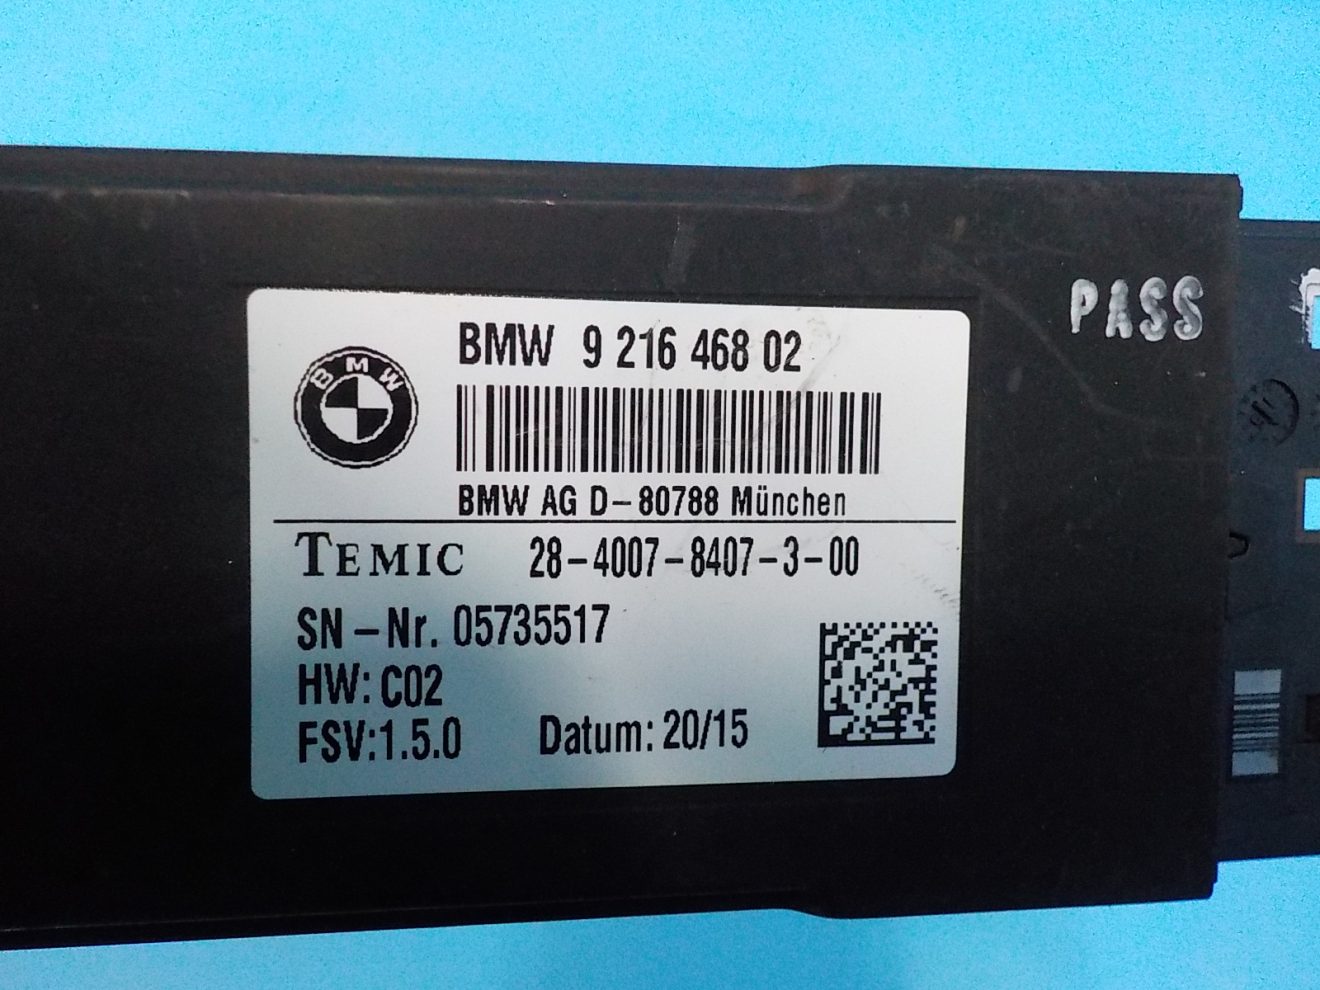 PASS
BMW
BMW 9 216 468 02
BMW AG D-80788 München
TEMIC 28-4007-8407-3-00
SN-Nr. 05735517
HW: C02
FSV:1.5.0 Datum: 20/15